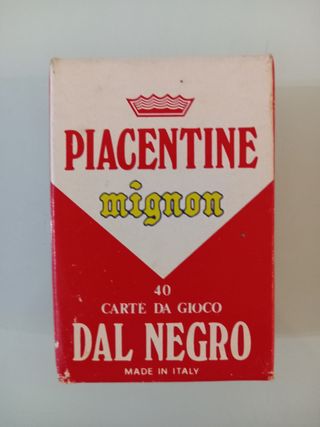 PIACENTINE
mignon
40
CARTE DA GIOCO
DAL NEGRO
MADE IN ITALY